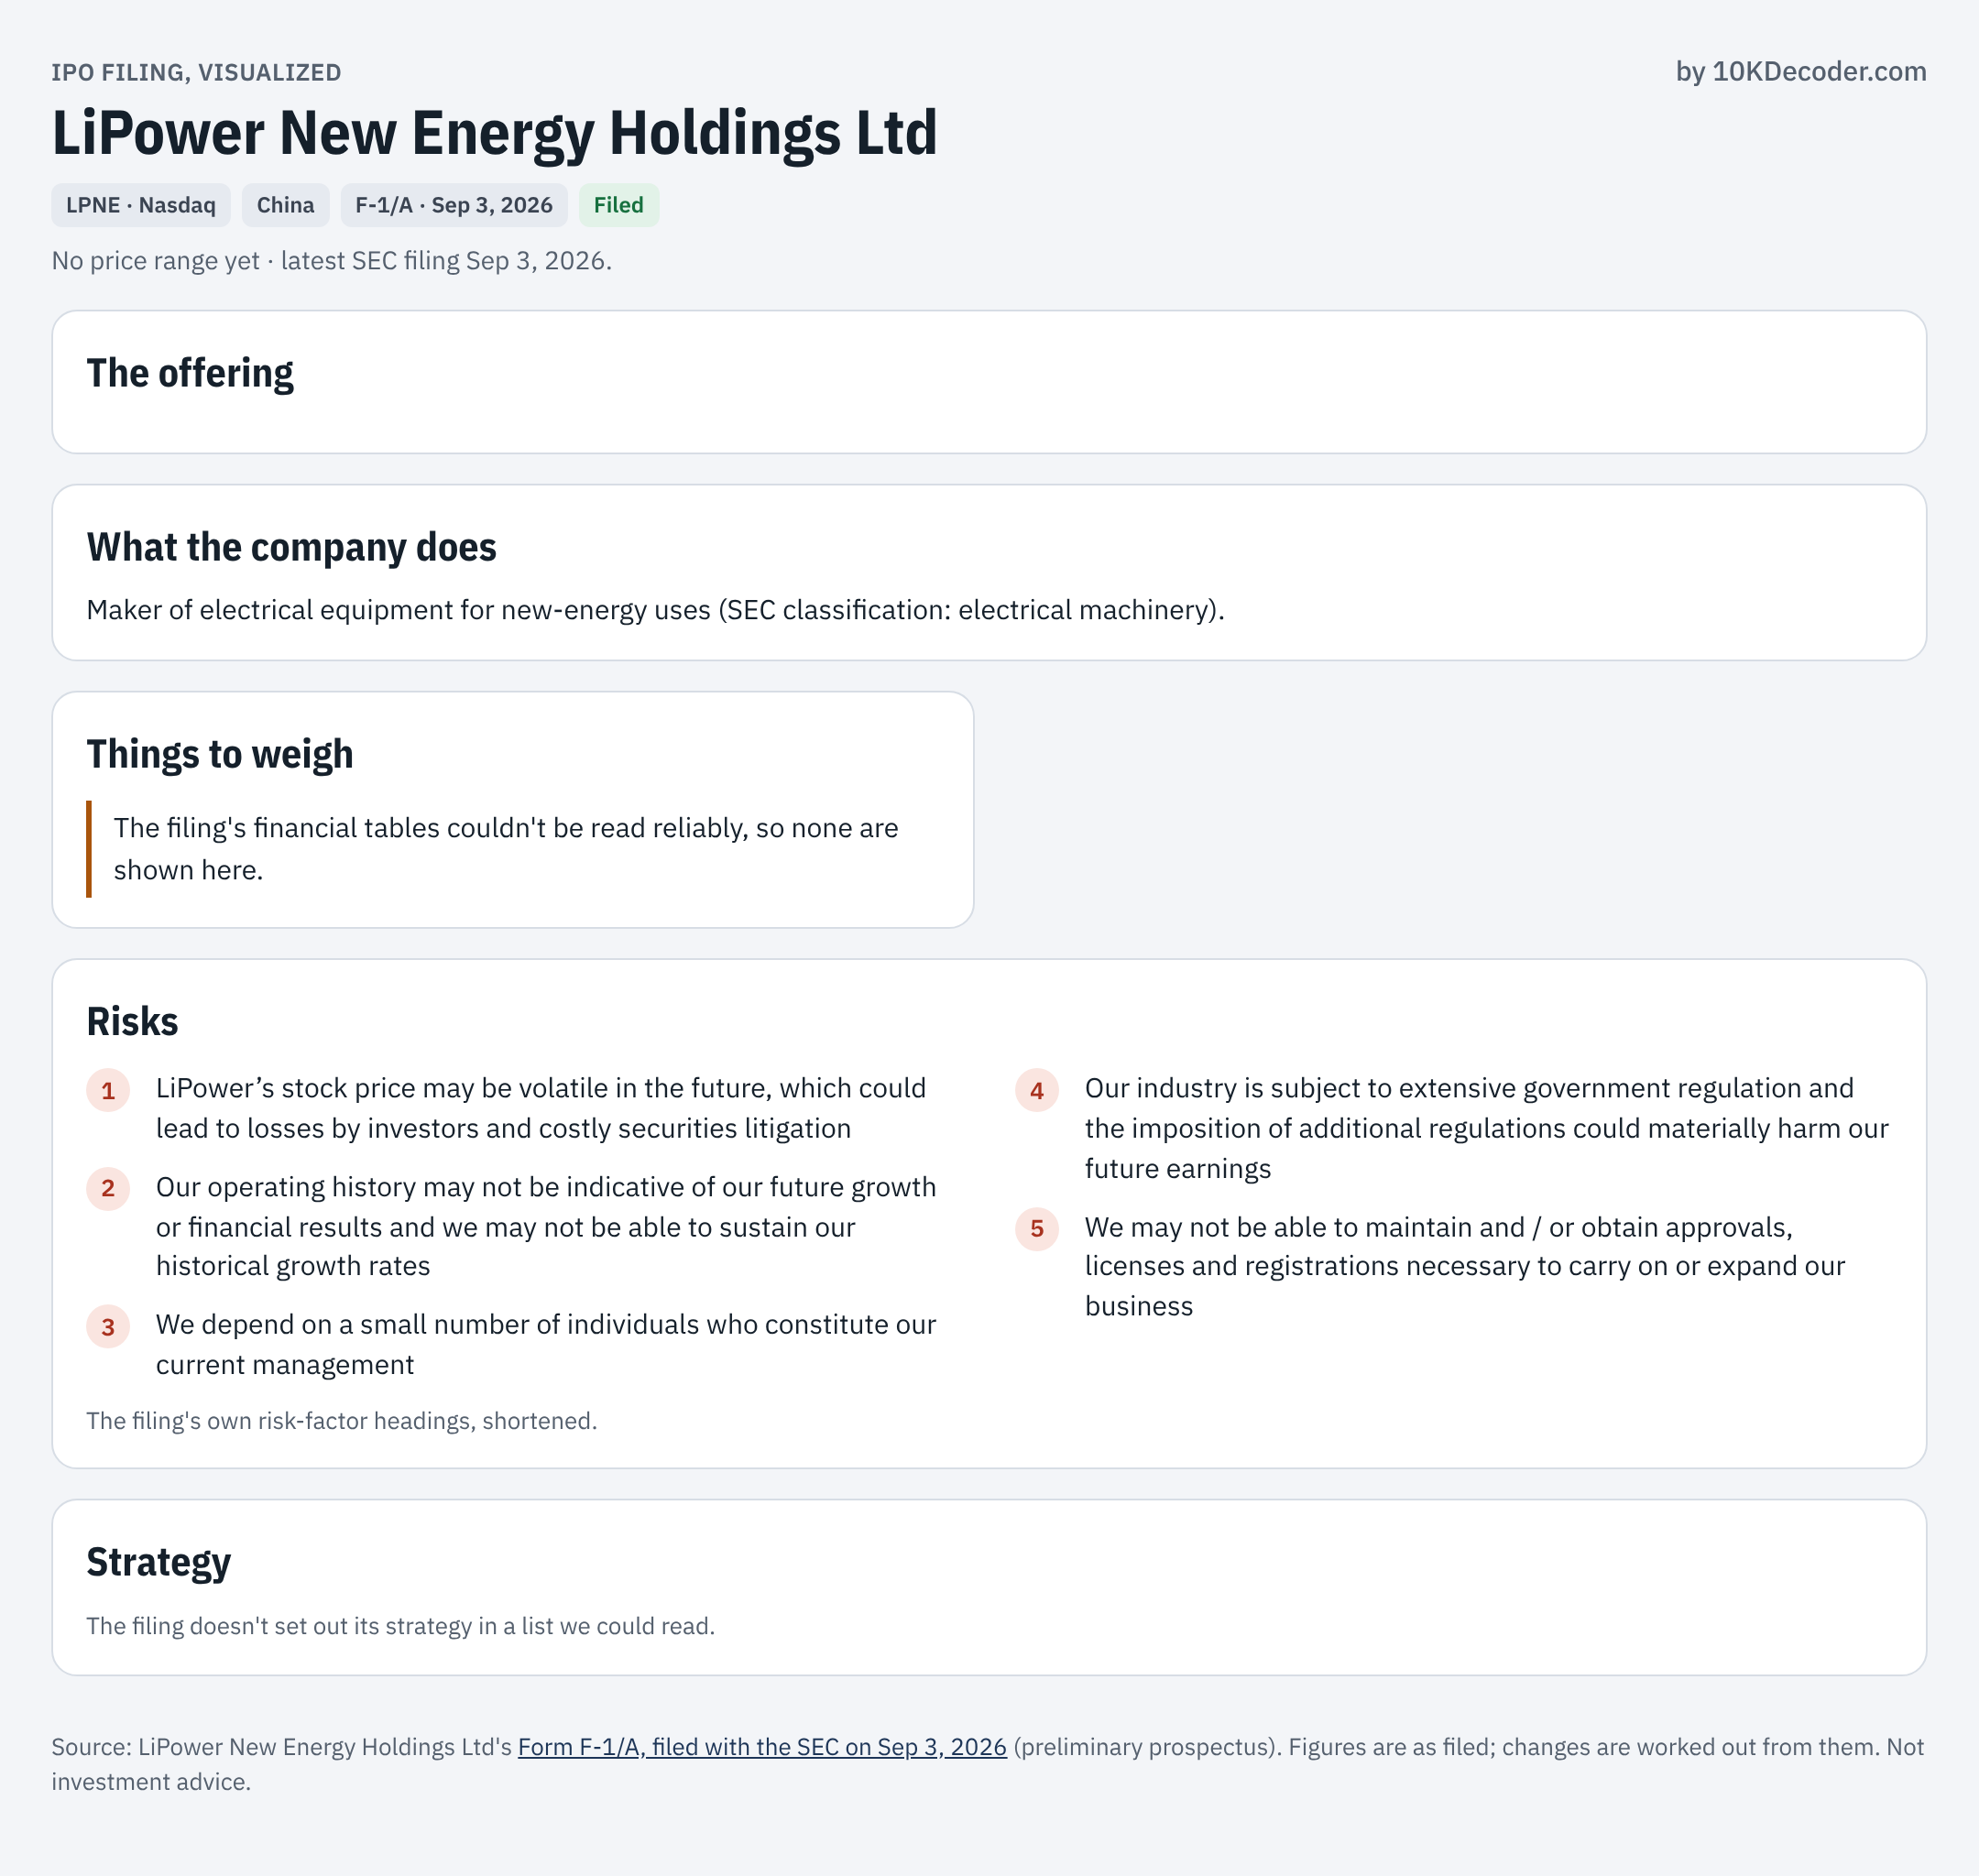 IPO FILING, VISUALIZED
by 10KDecoder.com
LiPower New Energy Holdings Ltd
LPNE · Nasdaq
China
F-1/A · Sep 3, 2026
Filed
No price range yet · latest SEC filing Sep 3, 2026.
The offering
What the company does
Maker of electrical equipment for new-energy uses (SEC classification: electrical machinery).
Things to weigh
The filing's financial tables couldn't be read reliably, so none are
shown here.
Risks
1
LiPower’s stock price may be volatile in the future, which could
lead to losses by investors and costly securities litigation
2
Our operating history may not be indicative of our future growth
or financial results and we may not be able to sustain our
historical growth rates
3
We depend on a small number of individuals who constitute our
current management
4
Our industry is subject to extensive government regulation and
the imposition of additional regulations could materially harm our
future earnings
5
We may not be able to maintain and / or obtain approvals,
licenses and registrations necessary to carry on or expand our
business
The filing's own risk-factor headings, shortened.
Strategy
The filing doesn't set out its strategy in a list we could read.
Source: LiPower New Energy Holdings Ltd's Form F-1/A, filed with the SEC on Sep 3, 2026 (preliminary prospectus). Figures are as filed; changes are worked out from them. Not
investment advice.